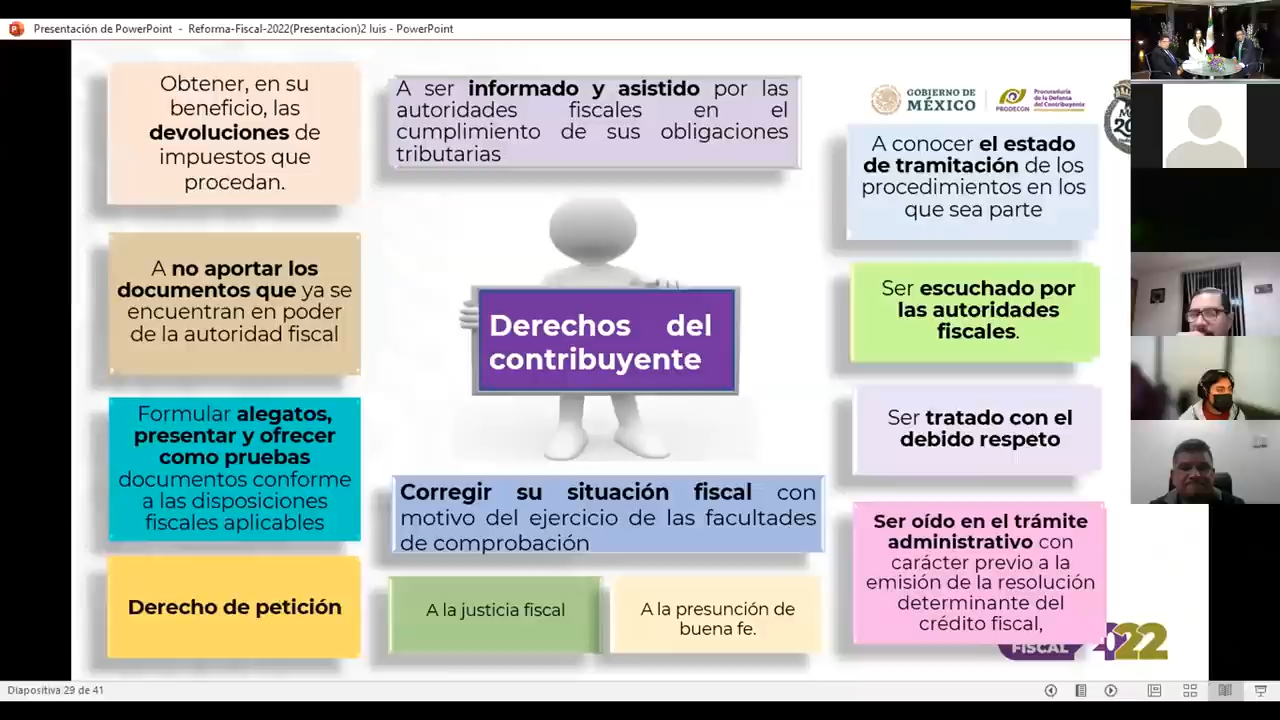 Presentación de PowerPoint - Reforma-Fiscal-2022(Presentacion)2 luis - PowerPoint
Obtener, en su
beneficio, las
devoluciones de
impuestos que
procedan.
A ser informado y asistido por las
autoridades fiscales en el
cumplimiento de sus obligaciones
tributarias
GOBIERNO DE
MÉXICO
PRODECON
Procuraduría
de la Defensa
del Contribuyente
A conocer el estado
de tramitación de los
procedimientos en los
que sea parte
A no aportar los
documentos que ya se
encuentran en poder
de la autoridad fiscal
Derechos del
contribuyente
Ser escuchado por
las autoridades
fiscales.
Formular alegatos,
presentar y ofrecer
como pruebas
documentos conforme
a las disposiciones
fiscales aplicables
Ser tratado con el
debido respeto
Corregir su situación fiscal con
motivo del ejercicio de las facultades
de comprobación
Ser oído en el trámite
administrativo con
carácter previo a la
emisión de la resolución
determinante del
crédito fiscal,
Derecho de petición
A la justicia fiscal
A la presunción de
buena fe.
FISCAL 2022
Diapositiva 29 de 41